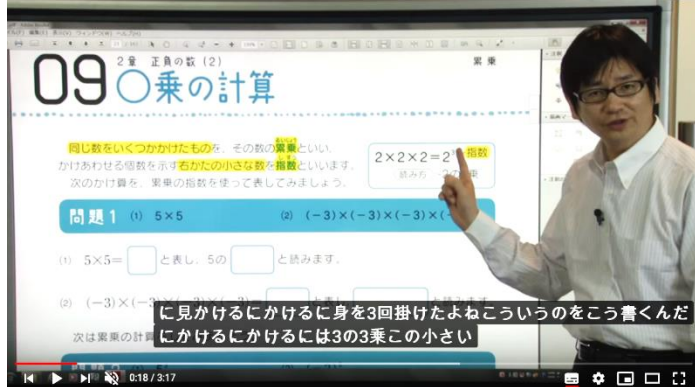 09
2章 正負の数(2)
〇乗の計算
累乗
同じ数をいくつかかけたものを、その数の累乗といい、
かけあわせる個数を示す右かたの小さな数を指数といいます。
次のかけ算を、累乗の指数を使って表してみましょう。
2×2×2=2
指数
読み方
問題1 (1) 5×5 (2) (-3)×(-3)×(-3)×(-
(1) 5×5= と表し、5の と読みます。
(2) (-3)×(-3)×(-3)×(
次は累乗の計算
に見かけるにかけるに身を3回掛けたよねこういうのをこう書くんだ
にかけるにかけるには3の3乗この小さい
0:18 / 3:17